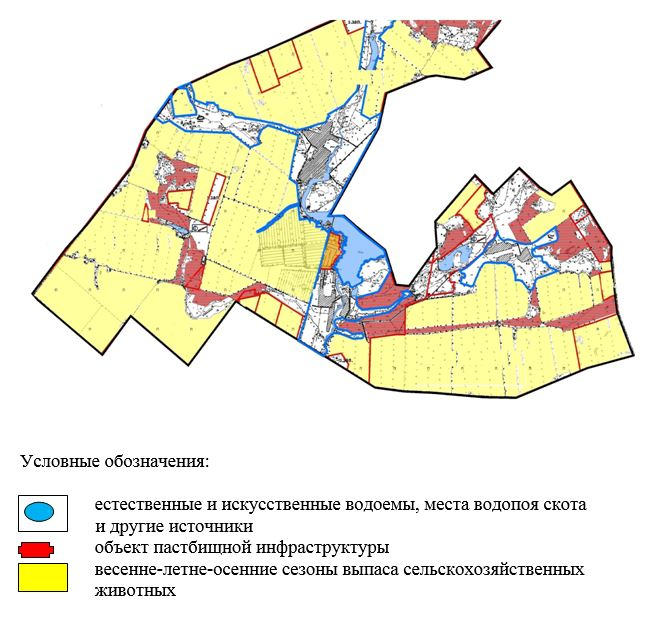 Условные обозначения:
естественные и искусственные водоемы, места водопоя скота
и другие источники
объект пастбищной инфраструктуры
весенне-летне-осенние сезоны выпаса сельскохозяйственных
животных